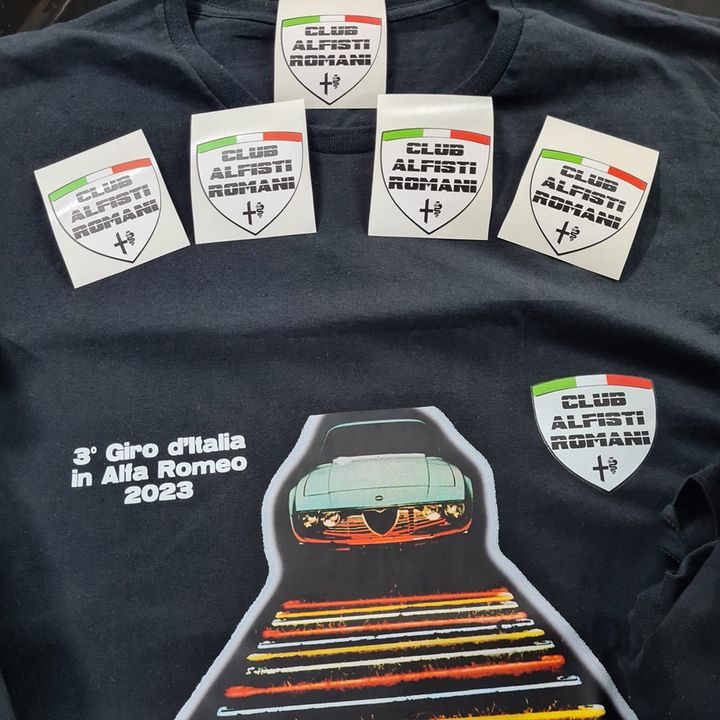 CLUB
ALFISTI
ROMANI
CLUB
ALFISTI
ROMANI
CLUB
ALFISTI
ROMANI
CLUB
ALFISTI
ROMANI
CLUB
ALFISTI
ROMANI
CLUB
ALFISTI
ROMANI
3° Giro d'Italia
in Alfa Romeo
2023